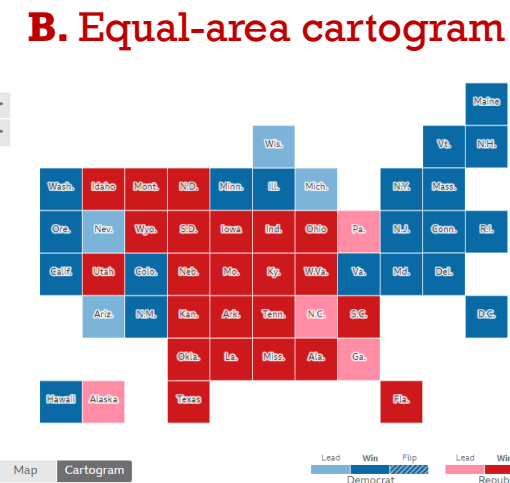 B. Equal-area cartogram
Maine
Wis. Vt. N.H.
Wash. Idaho Mont. N.D. Minn. Ill. Mich. N.Y. Mass.
Ore. Nev. Wyo. S.D. Iowa Ind. Ohio Pa. N.J. Conn. R.I.
Calif. Utah Colo. Neb. Mo. Ky. W.Va. Va. Md. Del.
Ariz. N.M. Kan. Ark. Tenn. N.C. S.C. D.C.
Okla. La. Miss. Ala. Ga.
Hawaii Alaska Texas Fla.
Map Cartogram
Lead Win Flip Lead Win
Democrat Republ